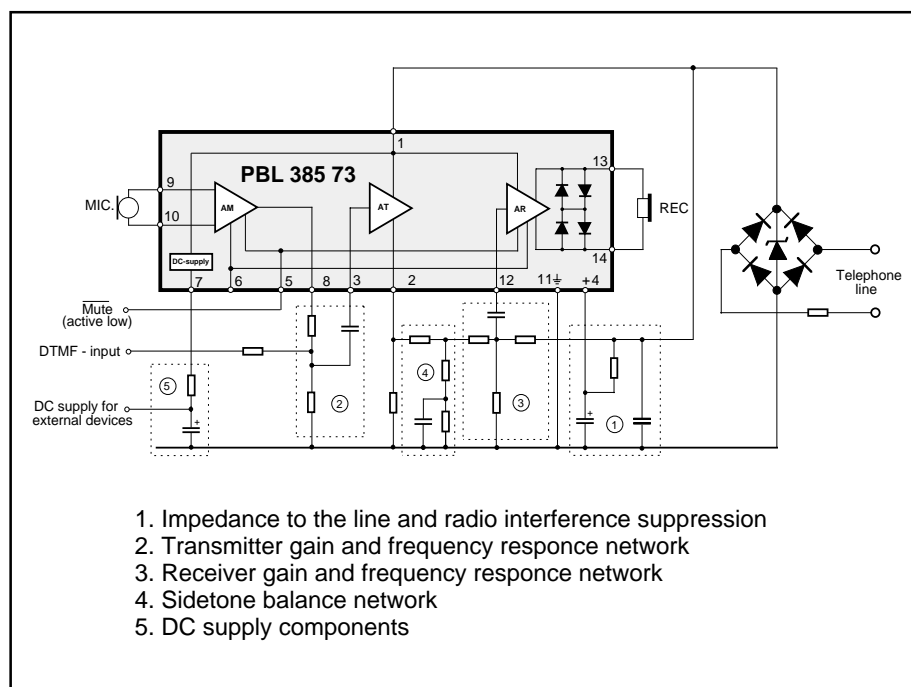 1
PBL 385 73
13
9
MIC.
AM
AT
AR
REC
10
14
DC-supply
7
6
5
8
3
2
12
11
+4
Telephone
line
Mute
(active low)
DTMF - input
5
4
+
2
3
1
+
DC supply for
external devices
+
1. Impedance to the line and radio interference suppression
2. Transmitter gain and frequency responce network
3. Receiver gain and frequency responce network
4. Sidetone balance network
5. DC supply components